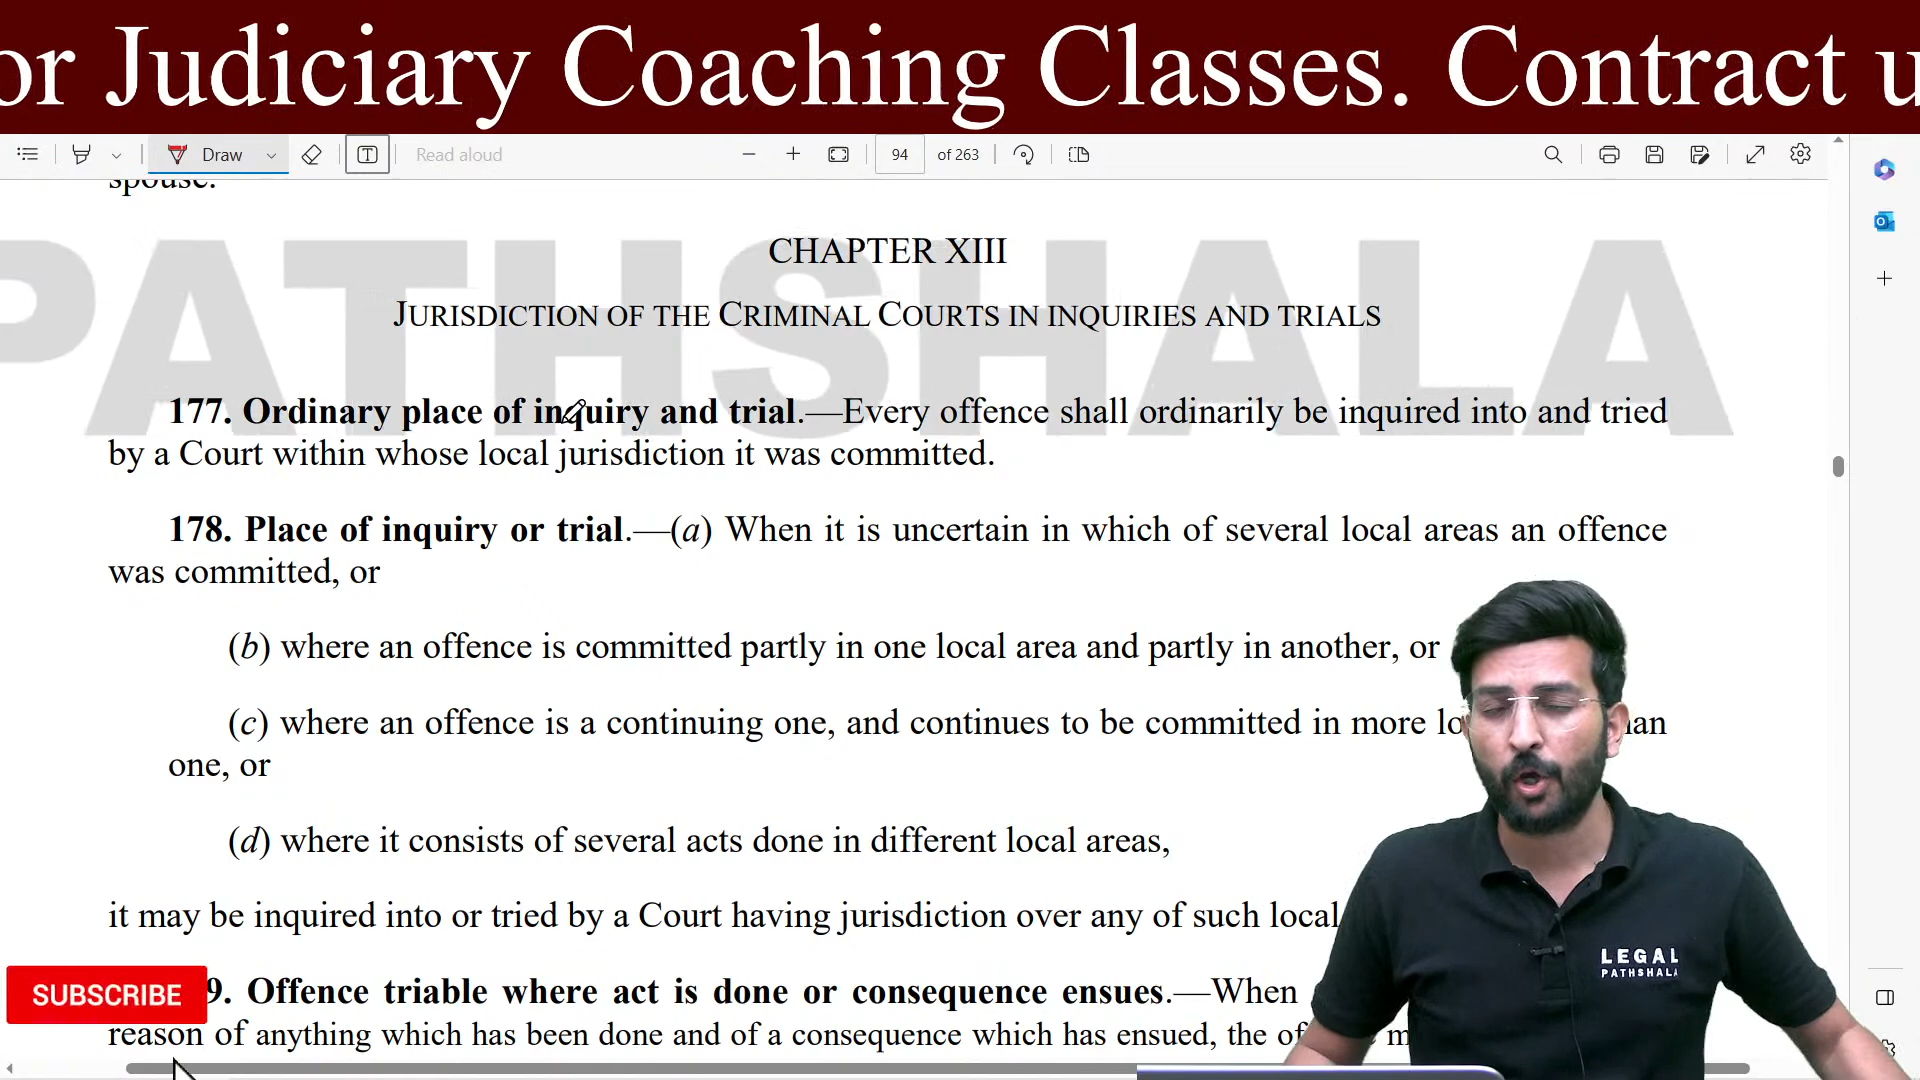 or Judiciary Coaching Classes. Contract u
Draw
Read aloud
94 of 263
spouse.
PATHSHALA
CHAPTER XIII
JURISDICTION OF THE CRIMINAL COURTS IN INQUIRIES AND TRIALS
177. Ordinary place of inquiry and trial.—Every offence shall ordinarily be inquired into and tried
by a Court within whose local jurisdiction it was committed.
178. Place of inquiry or trial.—(a) When it is uncertain in which of several local areas an offence
was committed, or
(b) where an offence is committed partly in one local area and partly in another, or
(c) where an offence is a continuing one, and continues to be committed in more lo an
one, or
(d) where it consists of several acts done in different local areas,
it may be inquired into or tried by a Court having jurisdiction over any of such local
9. Offence triable where act is done or consequence ensues.—When
reason of anything which has been done and of a consequence which has ensued, the of m
SUBSCRIBE
LEGAL
PATHSHALA